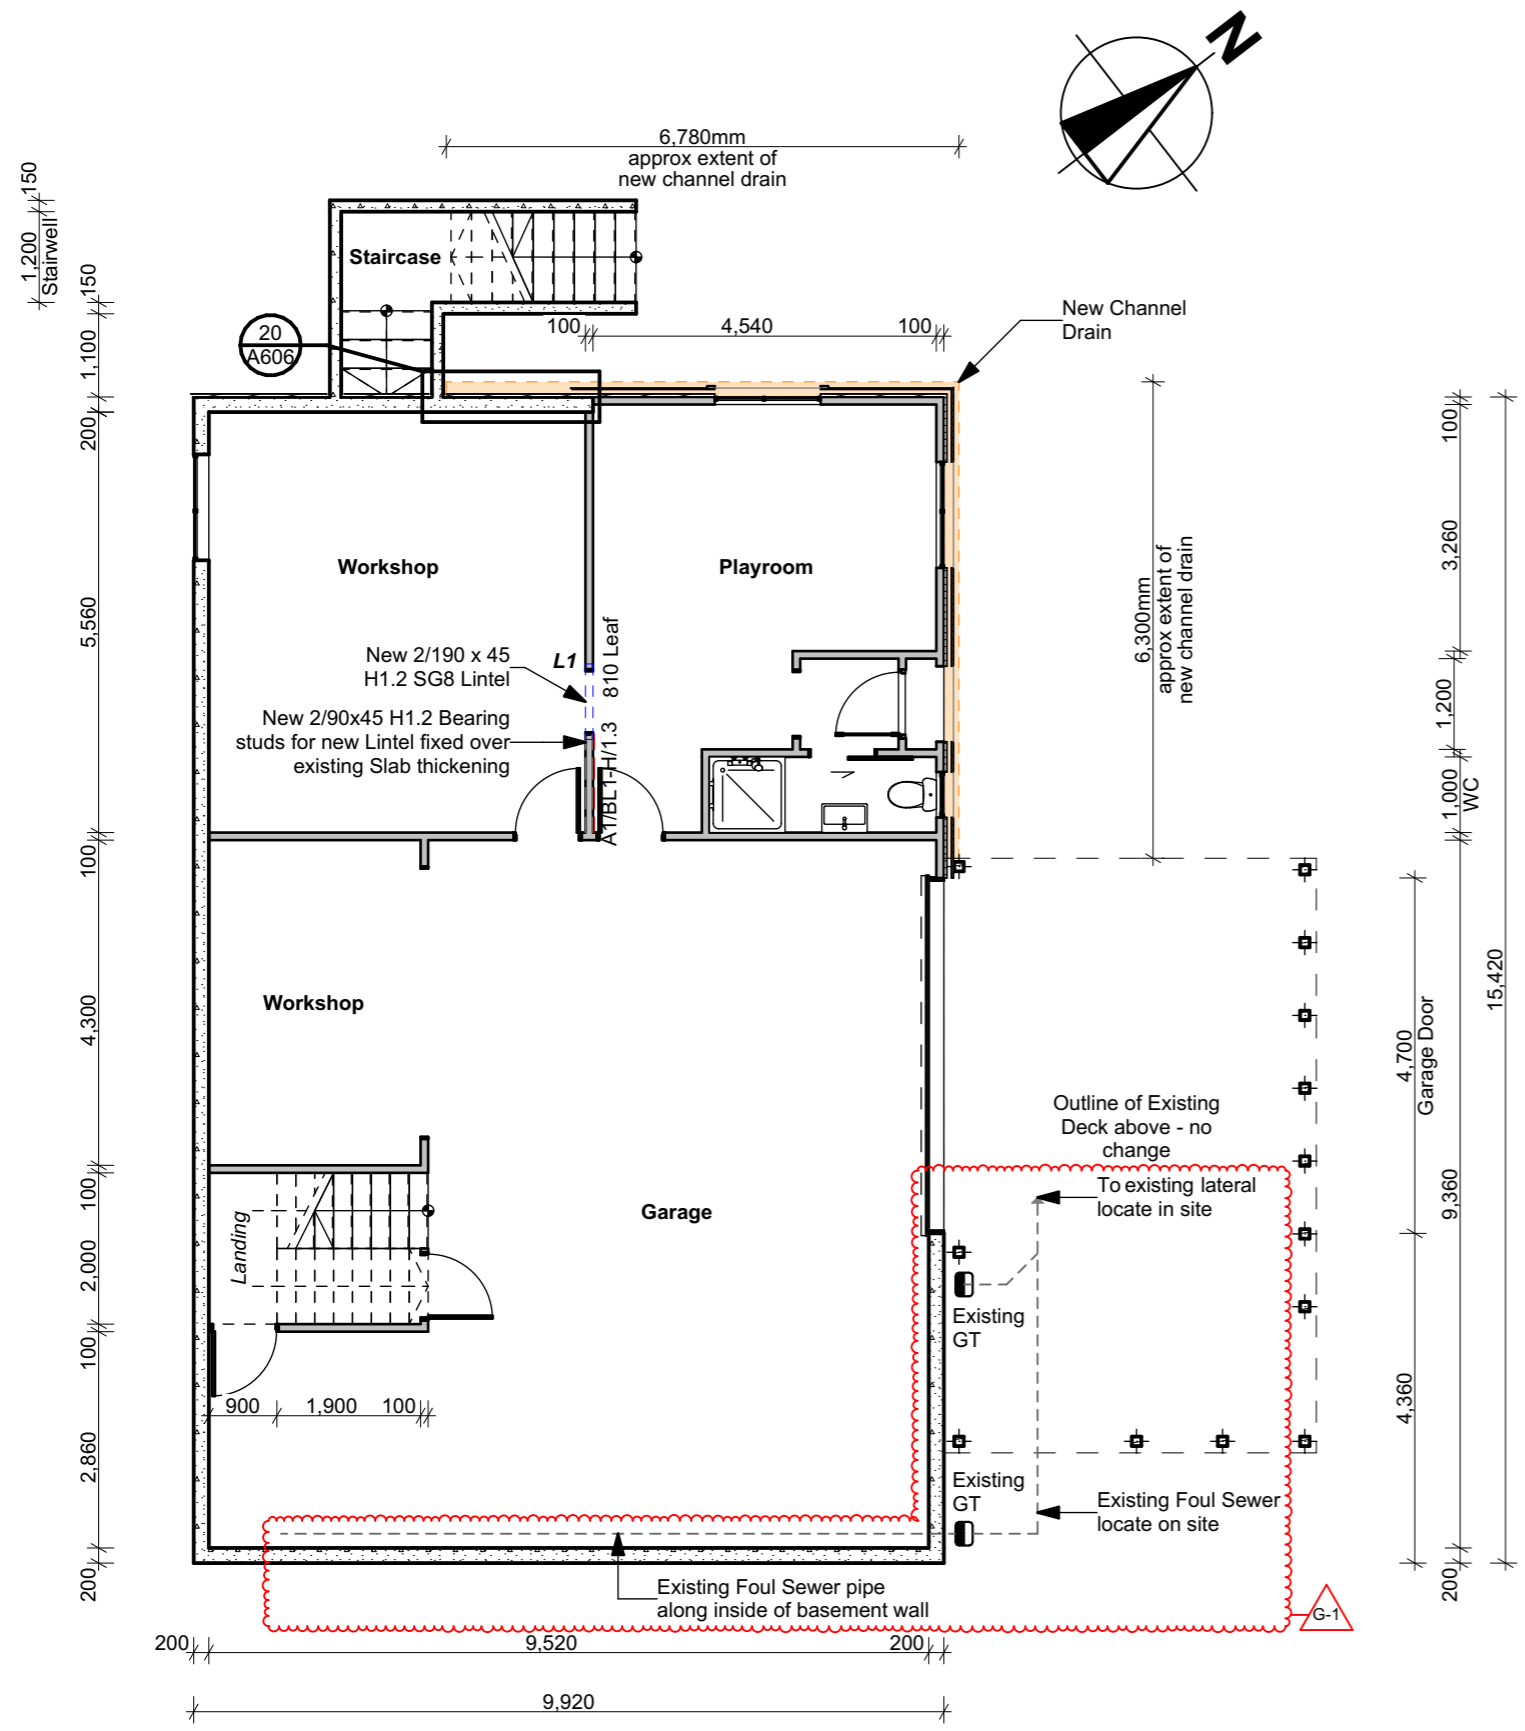 N
6,780mm
approx extent of
new channel drain
150
1,200
Stairwell
150
1,100
200
5,560
100
4,300
100
2,000
100
2,860
200
Staircase
20
A606
100
4,540
100
New Channel
Drain
Workshop
Playroom
New 2/190 x 45
H1.2 SG8 Lintel
L1
810 Leaf
A1/BL1-H/1.3
New 2/90x45 H1.2 Bearing
studs for new Lintel fixed over
existing Slab thickening
6,300mm
approx extent of
new channel drain
100
3,260
1,200
1,000
WC
9,360
200
15,420
4,700
Garage Door
4,360
Workshop
Garage
Landing
900
1,900
100
Outline of Existing
Deck above - no
change
To existing lateral
locate in site
Existing
GT
Existing
GT
Existing Foul Sewer
locate on site
Existing Foul Sewer pipe
along inside of basement wall
G-1
200
9,520
200
9,920